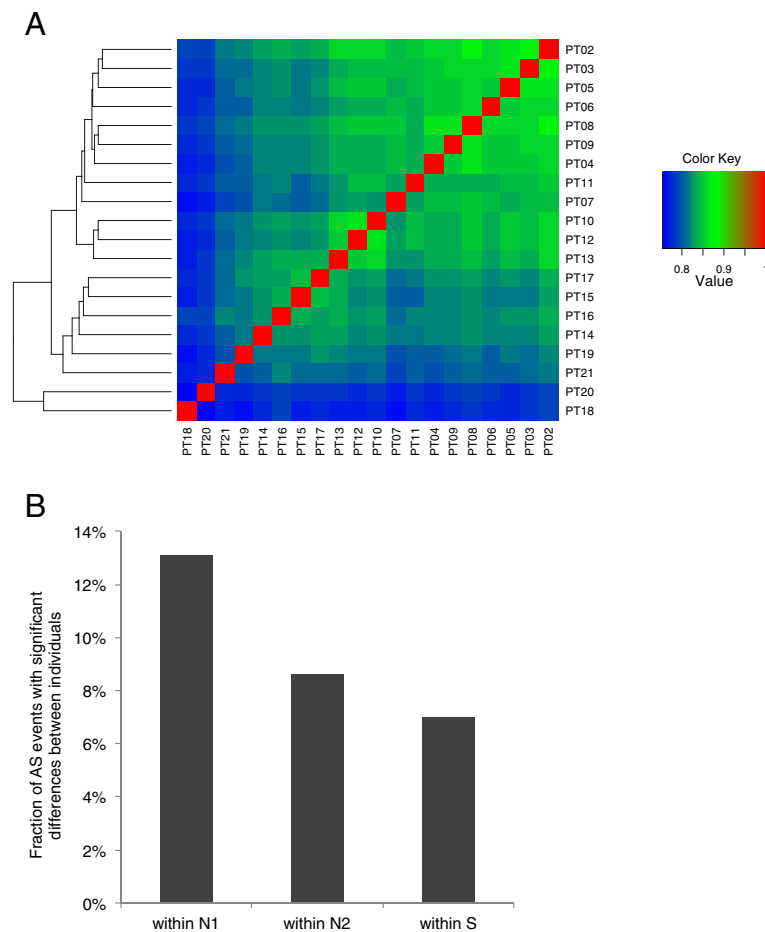 A
PT02
PT03
PT05
PT06
PT08
PT09
PT04
PT11
PT07
PT10
PT12
PT13
PT17
PT15
PT16
PT14
PT19
PT21
PT20
PT18
PT18 PT20 PT21 PT19 PT14 PT16 PT15 PT17 PT13 PT12 PT10 PT07 PT11 PT04 PT09 PT08 PT06 PT05 PT03 PT02
Color Key
0.8 0.9 1
Value
B
Fraction of AS events with significant
differences between individuals
14%
12%
10%
8%
6%
4%
2%
0%
within N1 within N2 within S